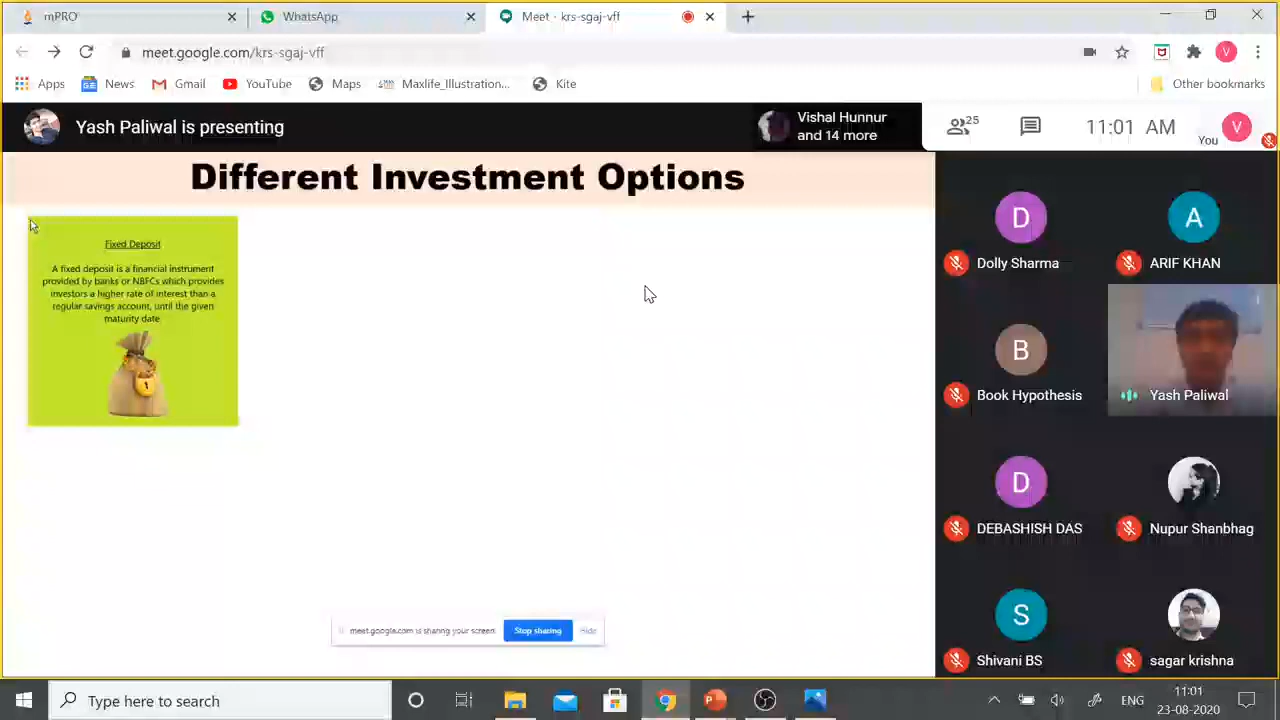 mPRO
WhatsApp
Meet - krs-sgaj-vff
meet.google.com/krs-sgaj-vff
Apps
News
Gmail
YouTube
Maps
Maxlife_Illustration...
Kite
Other bookmarks
Yash Paliwal is presenting
Vishal Hunnur
and 14 more
25
11:01 AM
You
V
Different Investment Options
Fixed Deposit
A fixed deposit is a financial instrument
provided by banks or NBFCs which provides
investors a higher rate of interest than a
regular savings account, until the given
maturity date
meet.google.com is sharing your screen
Stop sharing
Hide
D
Dolly Sharma
A
ARIF KHAN
B
Book Hypothesis
Yash Paliwal
D
DEBASHISH DAS
Nupur Shanbhag
S
Shivani BS
sagar krishna
Type here to search
ENG
11:01
23-08-2020